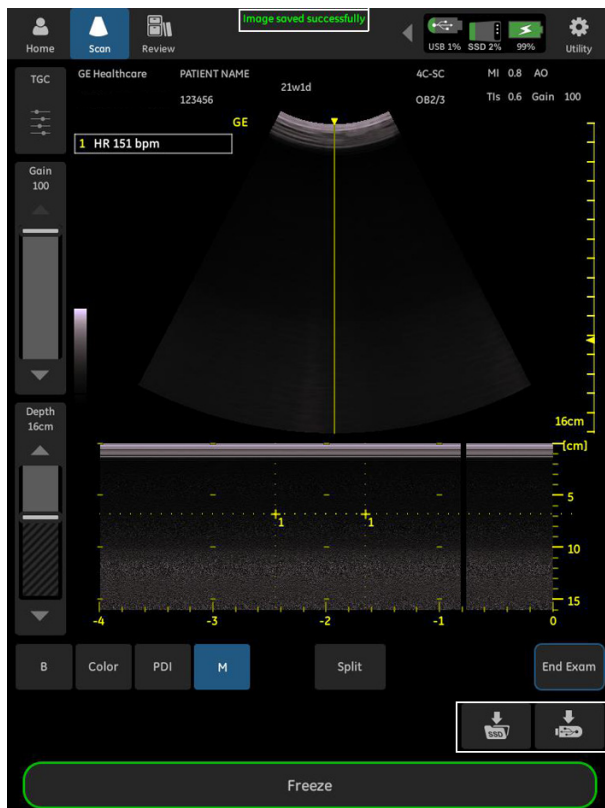 Image saved successfully
Home
Scan
Review
USB 1%
SSD 2%
99%
Utility
TGC
GE Healthcare
PATIENT NAME
123456
21w1d
4C-SC
OB2/3
MI 0.8 AO
TIs 0.6 Gain 100
GE
1 HR 151 bpm
Gain
100
Depth
16cm
16cm
[cm]
5
10
15
1
1
-4
-3
-2
-1
0
B
Color
PDI
M
Split
End Exam
SSD
Freeze